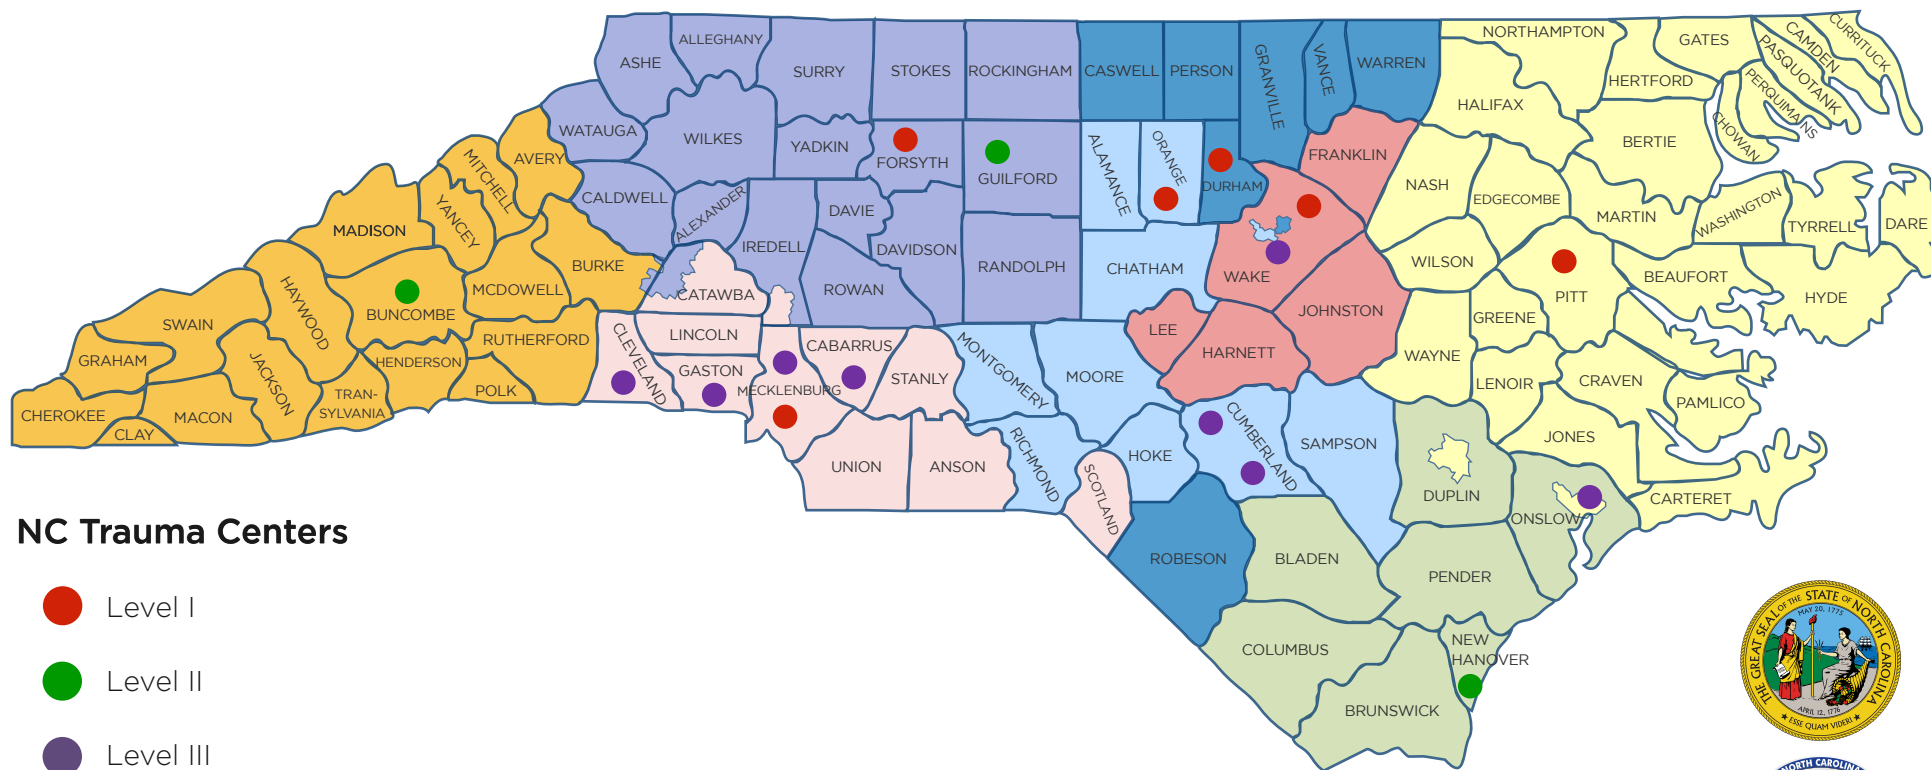 ASHE
ALLEGHANY
SURRY
STOKES
ROCKINGHAM
CASWELL
PERSON
GRANVILLE
VANCE
WARREN
NORTHAMPTON
GATES
CAMDEN
CURRITUCK
PASQUOTANK
PERQUIMANS
CHOWAN
HERTFORD
HALIFAX
BERTIE
WATAUGA
WILKES
YADKIN
FORSYTH
GUILFORD
ALAMANCE
ORANGE
DURHAM
FRANKLIN
NASH
EDGECOMBE
MARTIN
WASHINGTON
TYRRELL
DARE
MITCHELL
AVERY
CALDWELL
ALEXANDER
IREDELL
DAVIE
DAVIDSON
RANDOLPH
CHATHAM
WAKE
JOHNSTON
WILSON
PITT
BEAUFORT
HYDE
MADISON
YANCEY
BURKE
MCDOWELL
CATAWBA
ROWAN
LEE
HARNETT
WAYNE
GREENE
LENOIR
CRAVEN
PAMLICO
JONES
CARTERET
HAYWOOD
BUNCOMBE
RUTHERFORD
CLEVELAND
LINCOLN
GASTON
MECKLENBURG
CABARRUS
STANLY
MONTGOMERY
MOORE
SWAIN
GRAHAM
JACKSON
HENDERSON
POLK
TRAN-
SYLVANIA
CHEROKEE
CLAY
MACON
UNION
ANSON
RICHMOND
SCOTLAND
HOKE
CUMBERLAND
SAMPSON
DUPLIN
ONSLOW
ROBESON
BLADEN
PENDER
COLUMBUS
BRUNSWICK
NEW
HANOVER
NC Trauma Centers
Level I
Level II
Level III
THE GREAT SEAL OF THE STATE OF NORTH CAROLINA
MAY 20, 1775
APRIL 12, 1776
ESSE QUAM VIDERI
NORTH CAROLINA